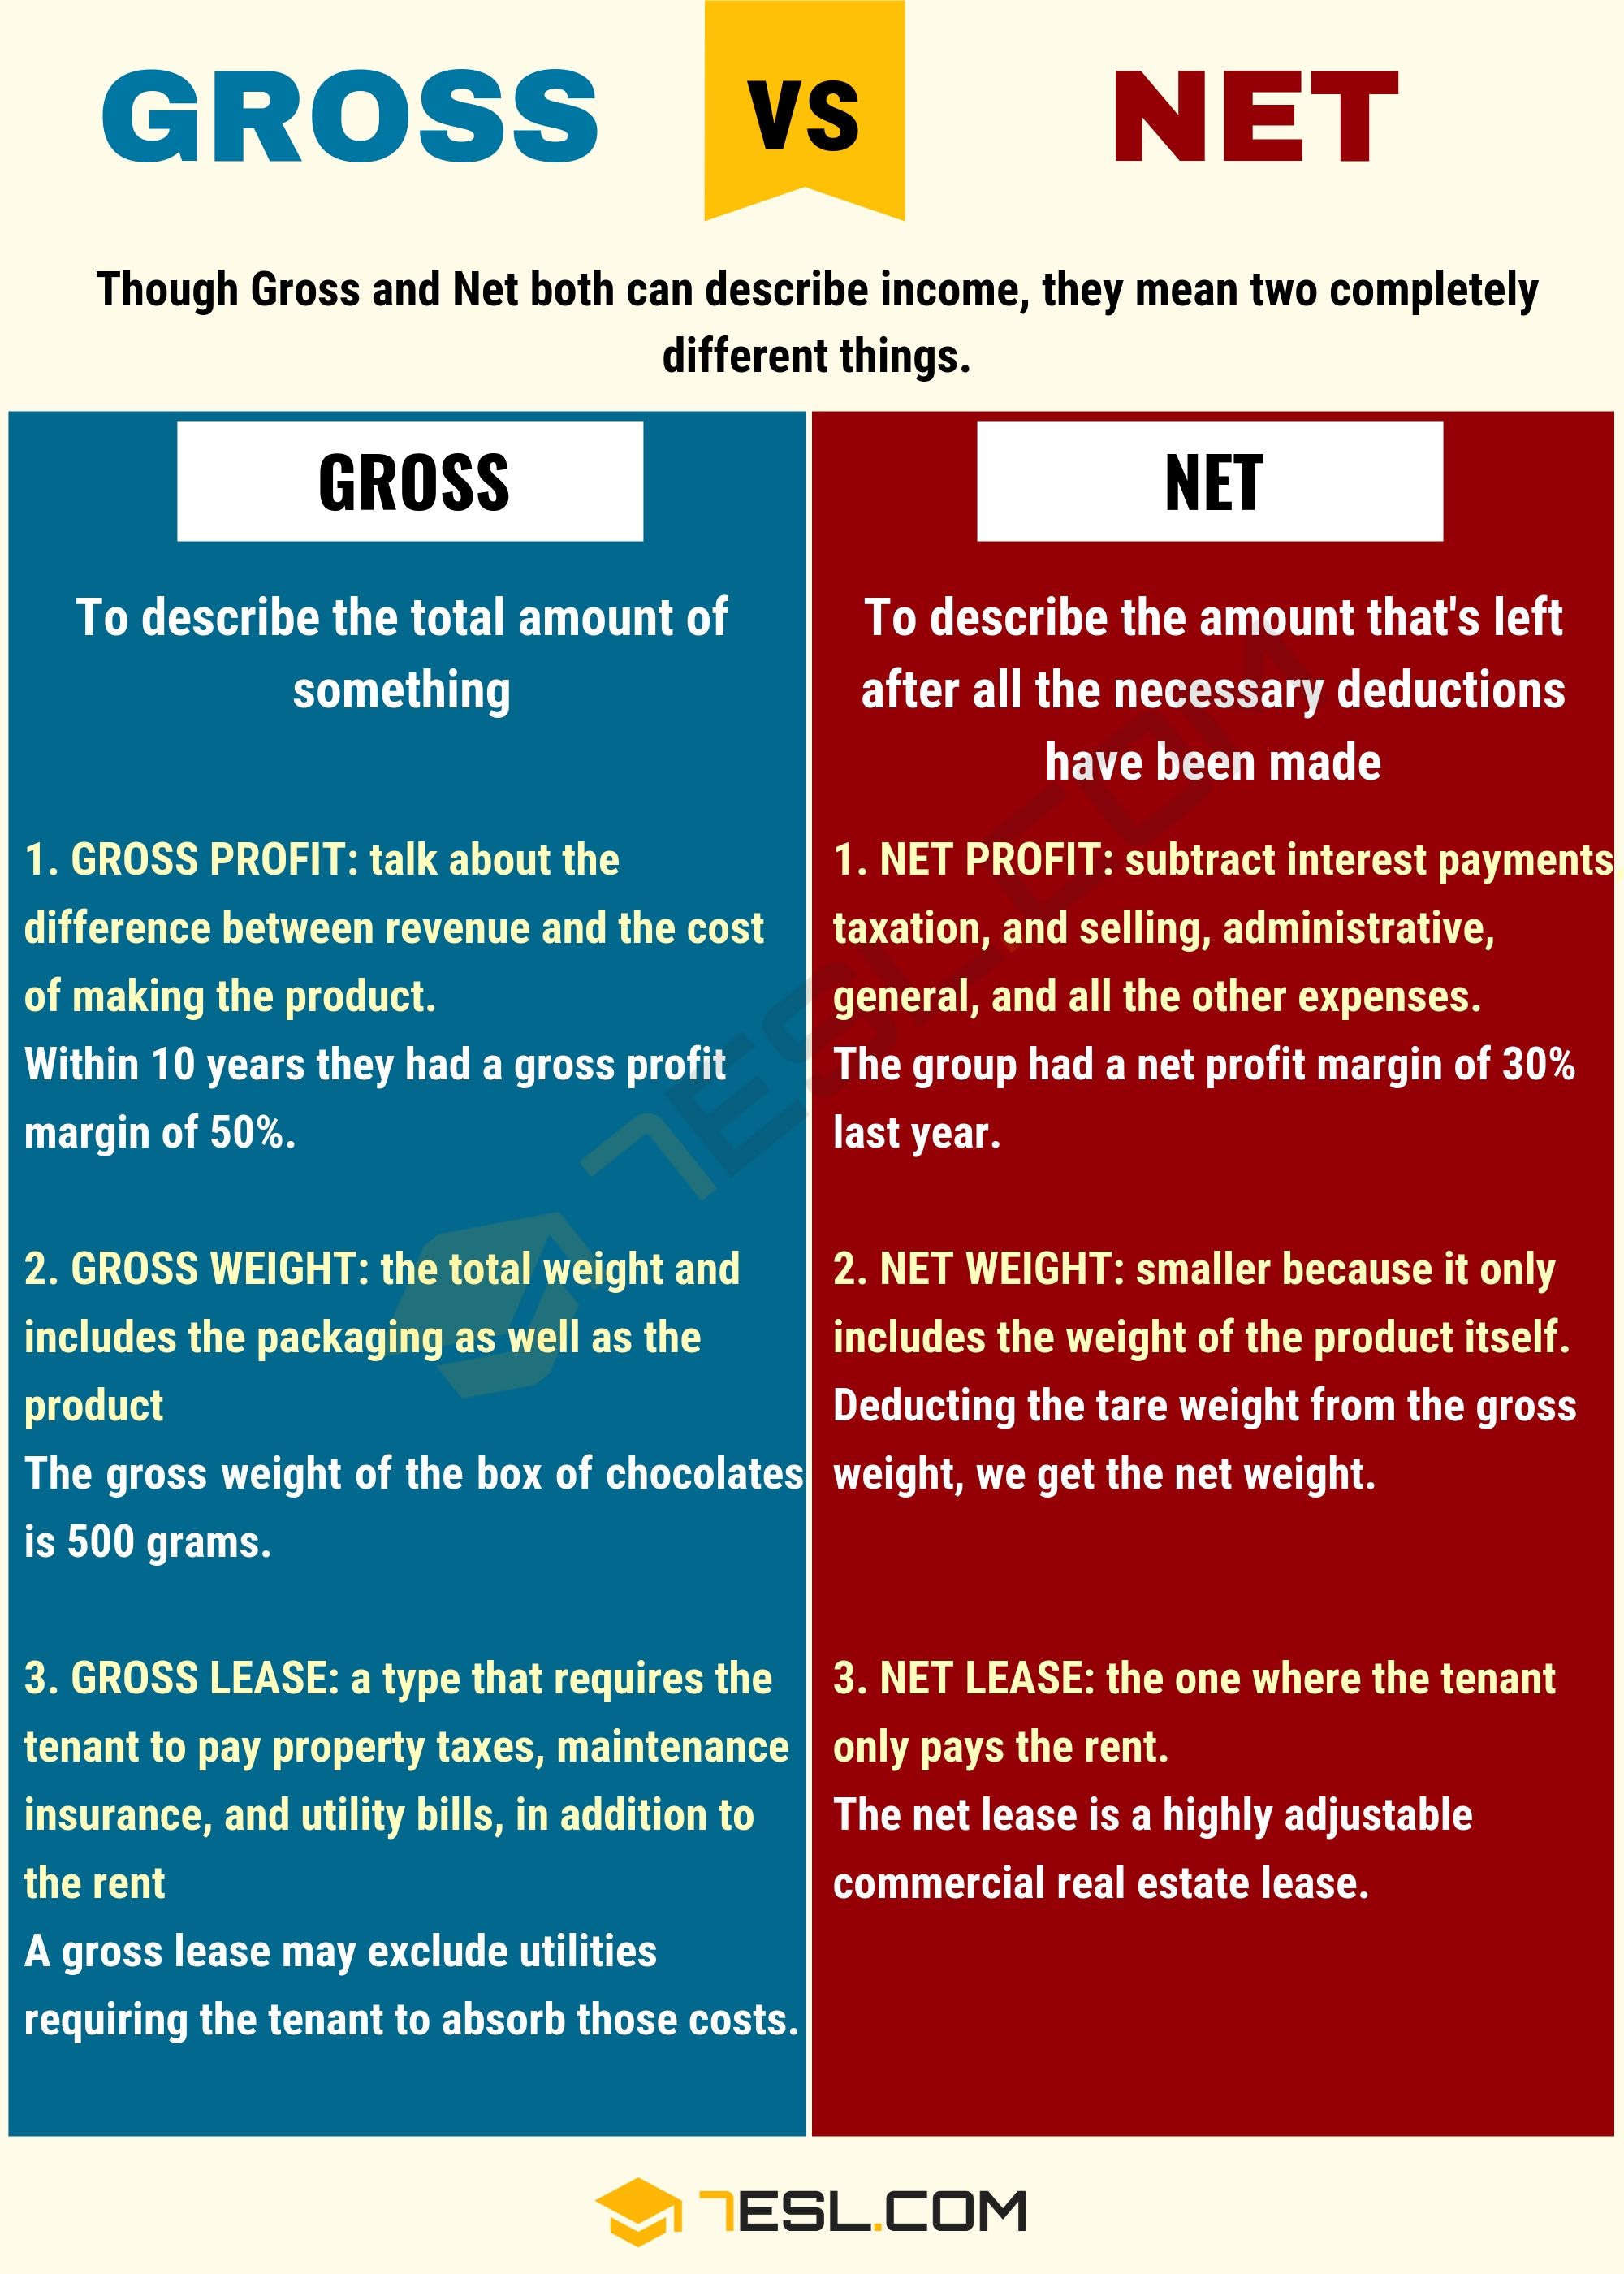 GROSS
VS
NET
Though Gross and Net both can describe income, they mean two completely
different things.
GROSS
To describe the total amount of
something
1. GROSS PROFIT: talk about the
difference between revenue and the cost
of making the product.
Within 10 years they had a gross profit
margin of 50%.
2. GROSS WEIGHT: the total weight and
includes the packaging as well as the
product
The gross weight of the box of chocolates
is 500 grams.
3. GROSS LEASE: a type that requires the
tenant to pay property taxes, maintenance
insurance, and utility bills, in addition to
the rent
A gross lease may exclude utilities
requiring the tenant to absorb those costs.
NET
To describe the amount that's left
after all the necessary deductions
have been made
1. NET PROFIT: subtract interest payments
taxation, and selling, administrative,
general, and all the other expenses.
The group had a net profit margin of 30%
last year.
2. NET WEIGHT: smaller because it only
includes the weight of the product itself.
Deducting the tare weight from the gross
weight, we get the net weight.
3. NET LEASE: the one where the tenant
only pays the rent.
The net lease is a highly adjustable
commercial real estate lease.
7ESL.COM
7ESL.COM